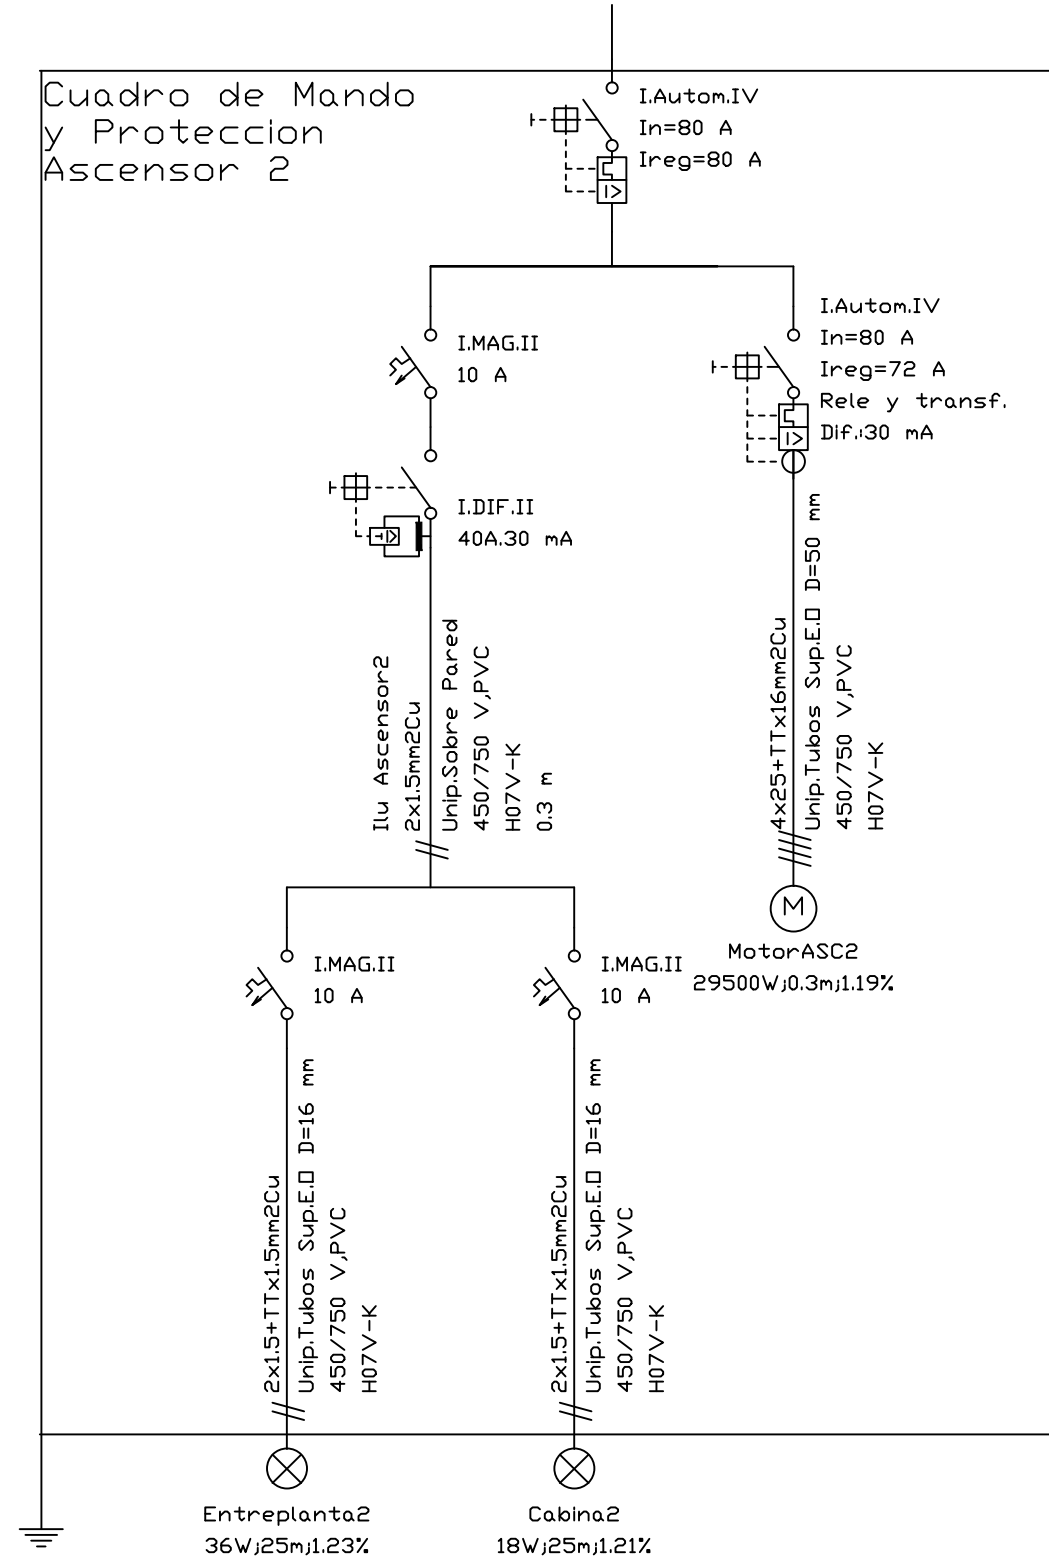 Cuadro de Mando
y Proteccion
Ascensor 2
I.Autom.IV
In=80 A
Ireg=80 A
I.MAG.II
10 A
I.Autom.IV
In=80 A
Ireg=72 A
Rele y transf.
Dif.:30 mA
I.DIF.II
40A.30 mA
Ilu Ascensor2
2x1.5mm2Cu
Unip.Sobre Pared
450/750 V,PVC
H07V-K
0.3 m
4x25+TTx16mm2Cu
Unip.Tubos Sup.E.□ D=50 mm
450/750 V,PVC
H07V-K
M
MotorASC2
29500W;0.3m;1.19%
I.MAG.II
10 A
I.MAG.II
10 A
2x1.5+TTx1.5mm2Cu
Unip.Tubos Sup.E.□ D=16 mm
450/750 V,PVC
H07V-K
2x1.5+TTx1.5mm2Cu
Unip.Tubos Sup.E.□ D=16 mm
450/750 V,PVC
H07V-K
Entreplanta2
36W;25m;1.23%
Cabina2
18W;25m;1.21%